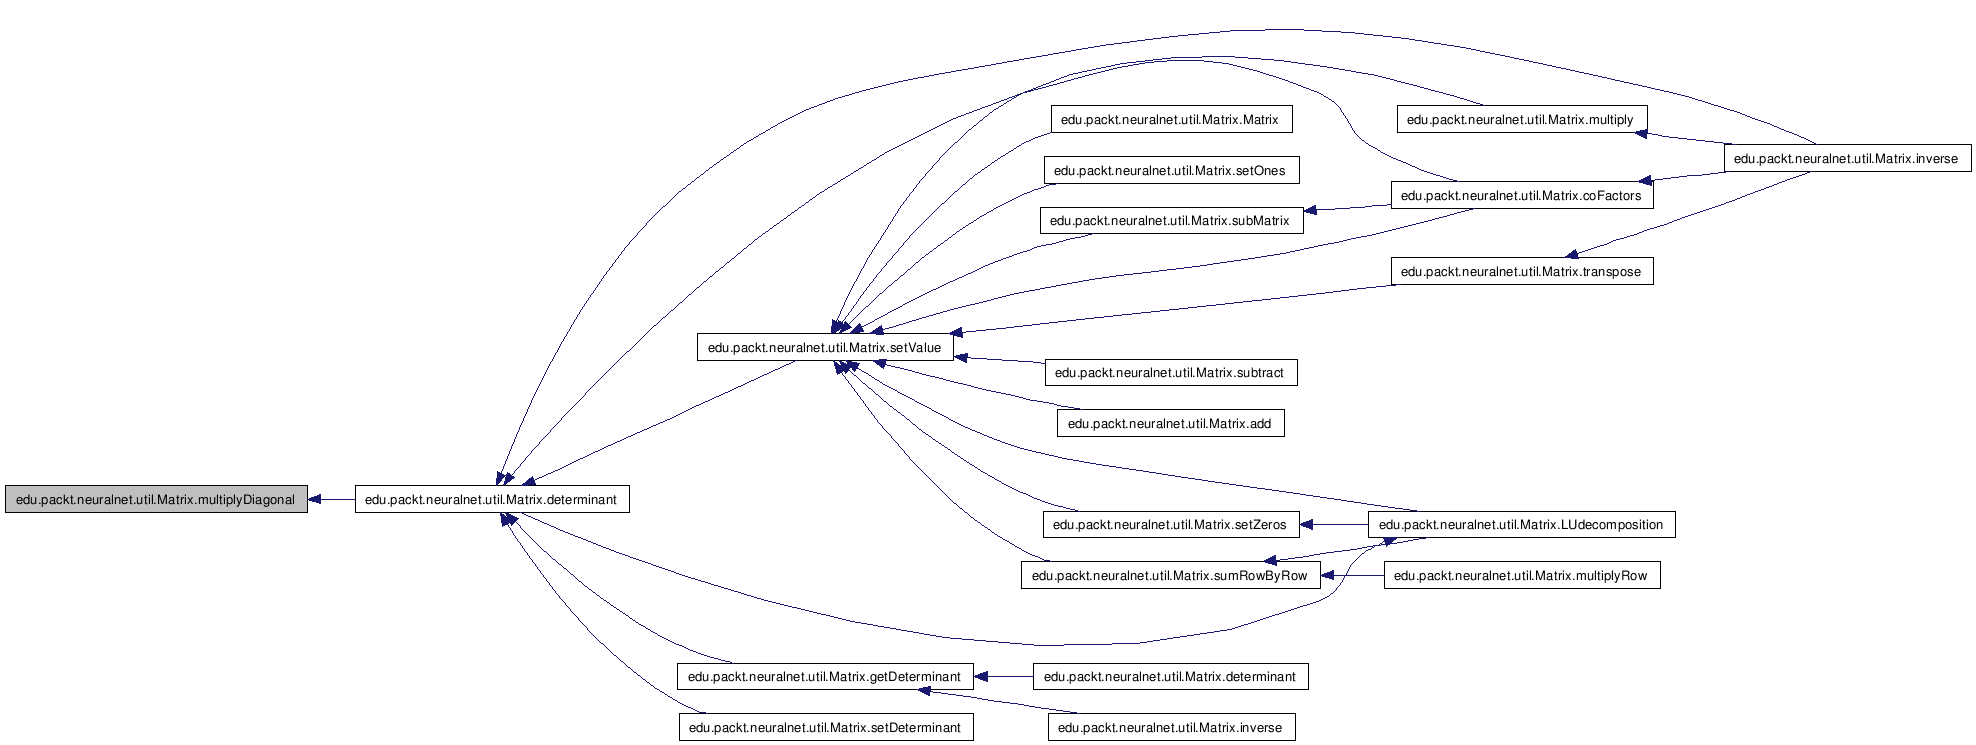 edu.packt.neuralnet.util.Matrix.Matrix
edu.packt.neuralnet.util.Matrix.multiply
edu.packt.neuralnet.util.Matrix.inverse
edu.packt.neuralnet.util.Matrix.setOnes
edu.packt.neuralnet.util.Matrix.coFactors
edu.packt.neuralnet.util.Matrix.subMatrix
edu.packt.neuralnet.util.Matrix.transpose
edu.packt.neuralnet.util.Matrix.setValue
edu.packt.neuralnet.util.Matrix.subtract
edu.packt.neuralnet.util.Matrix.add
edu.packt.neuralnet.util.Matrix.multiplyDiagonal
edu.packt.neuralnet.util.Matrix.determinant
edu.packt.neuralnet.util.Matrix.setZeros
edu.packt.neuralnet.util.Matrix.LUdecomposition
edu.packt.neuralnet.util.Matrix.sumRowByRow
edu.packt.neuralnet.util.Matrix.multiplyRow
edu.packt.neuralnet.util.Matrix.getDeterminant
edu.packt.neuralnet.util.Matrix.determinant
edu.packt.neuralnet.util.Matrix.setDeterminant
edu.packt.neuralnet.util.Matrix.inverse